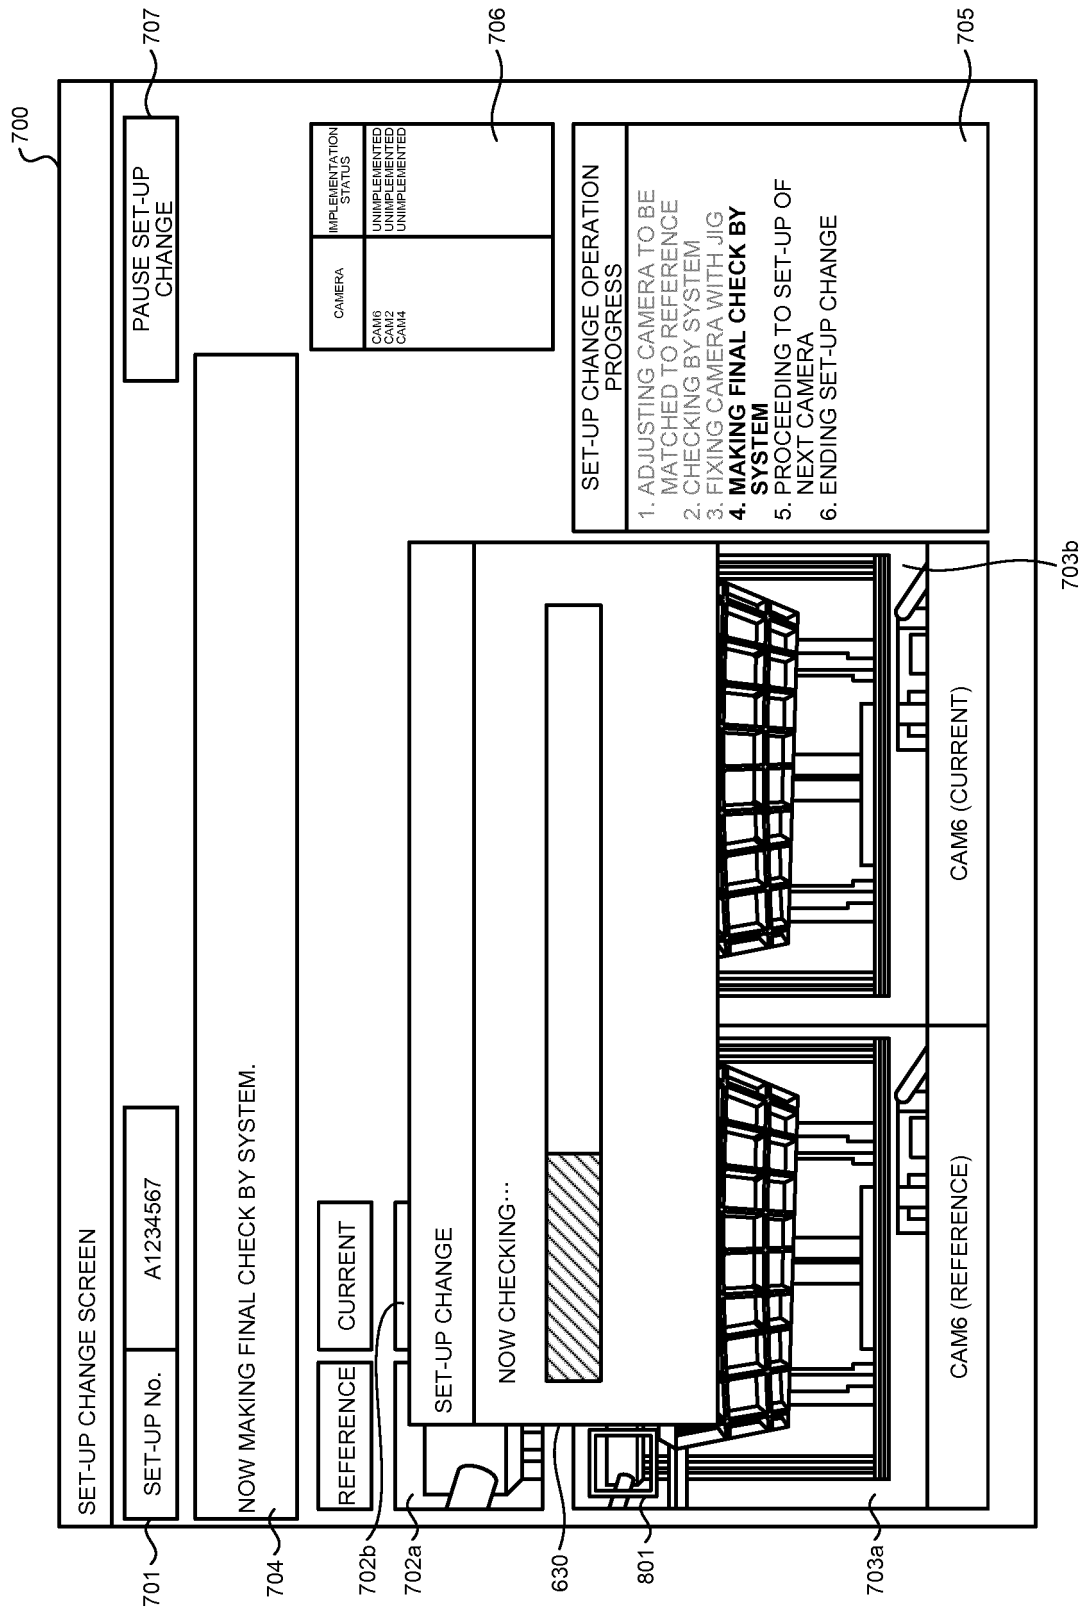 700
SET-UP CHANGE SCREEN
701
SET-UP No.
A1234567
PAUSE SET-UP
CHANGE
707
704
NOW MAKING FINAL CHECK BY SYSTEM.
REFERENCE
CURRENT
702b
702a
CAMERA
IMPLEMENTATION
STATUS
CAM6 UNIMPLEMENTED
CAM2 UNIMPLEMENTED
CAM4 UNIMPLEMENTED
706
SET-UP CHANGE
NOW CHECKING···
630
801
703a
CAM6 (REFERENCE)
CAM6 (CURRENT)
703b
SET-UP CHANGE OPERATION
PROGRESS
1. ADJUSTING CAMERA TO BE
MATCHED TO REFERENCE
2. CHECKING BY SYSTEM
3. FIXING CAMERA WITH JIG
4. MAKING FINAL CHECK BY
SYSTEM
5. PROCEEDING TO SET-UP OF
NEXT CAMERA
6. ENDING SET-UP CHANGE
705